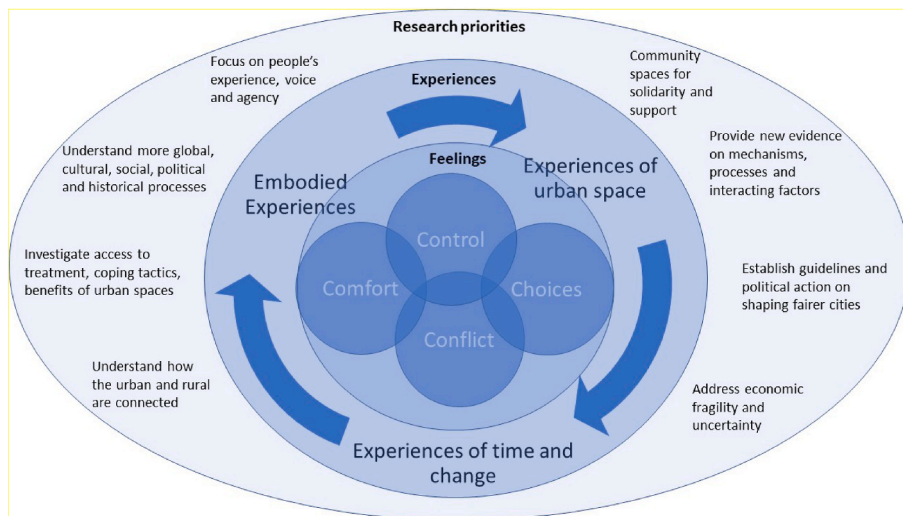 Research priorities
Focus on people's
experience, voice
and agency
Experiences
Community
spaces for
solidarity and
support
Understand more global,
cultural, social, political
and historical processes
Provide new evidence
on mechanisms,
processes and
interacting factors
Feelings
Embodied
Experiences
Experiences of
urban space
Control
Comfort
Choices
Conflict
Investigate access to
treatment, coping tactics,
benefits of urban spaces
Establish guidelines and
political action on
shaping fairer cities
Understand how
the urban and rural
are connected
Address economic
fragility and
uncertainty
Experiences of time and
change